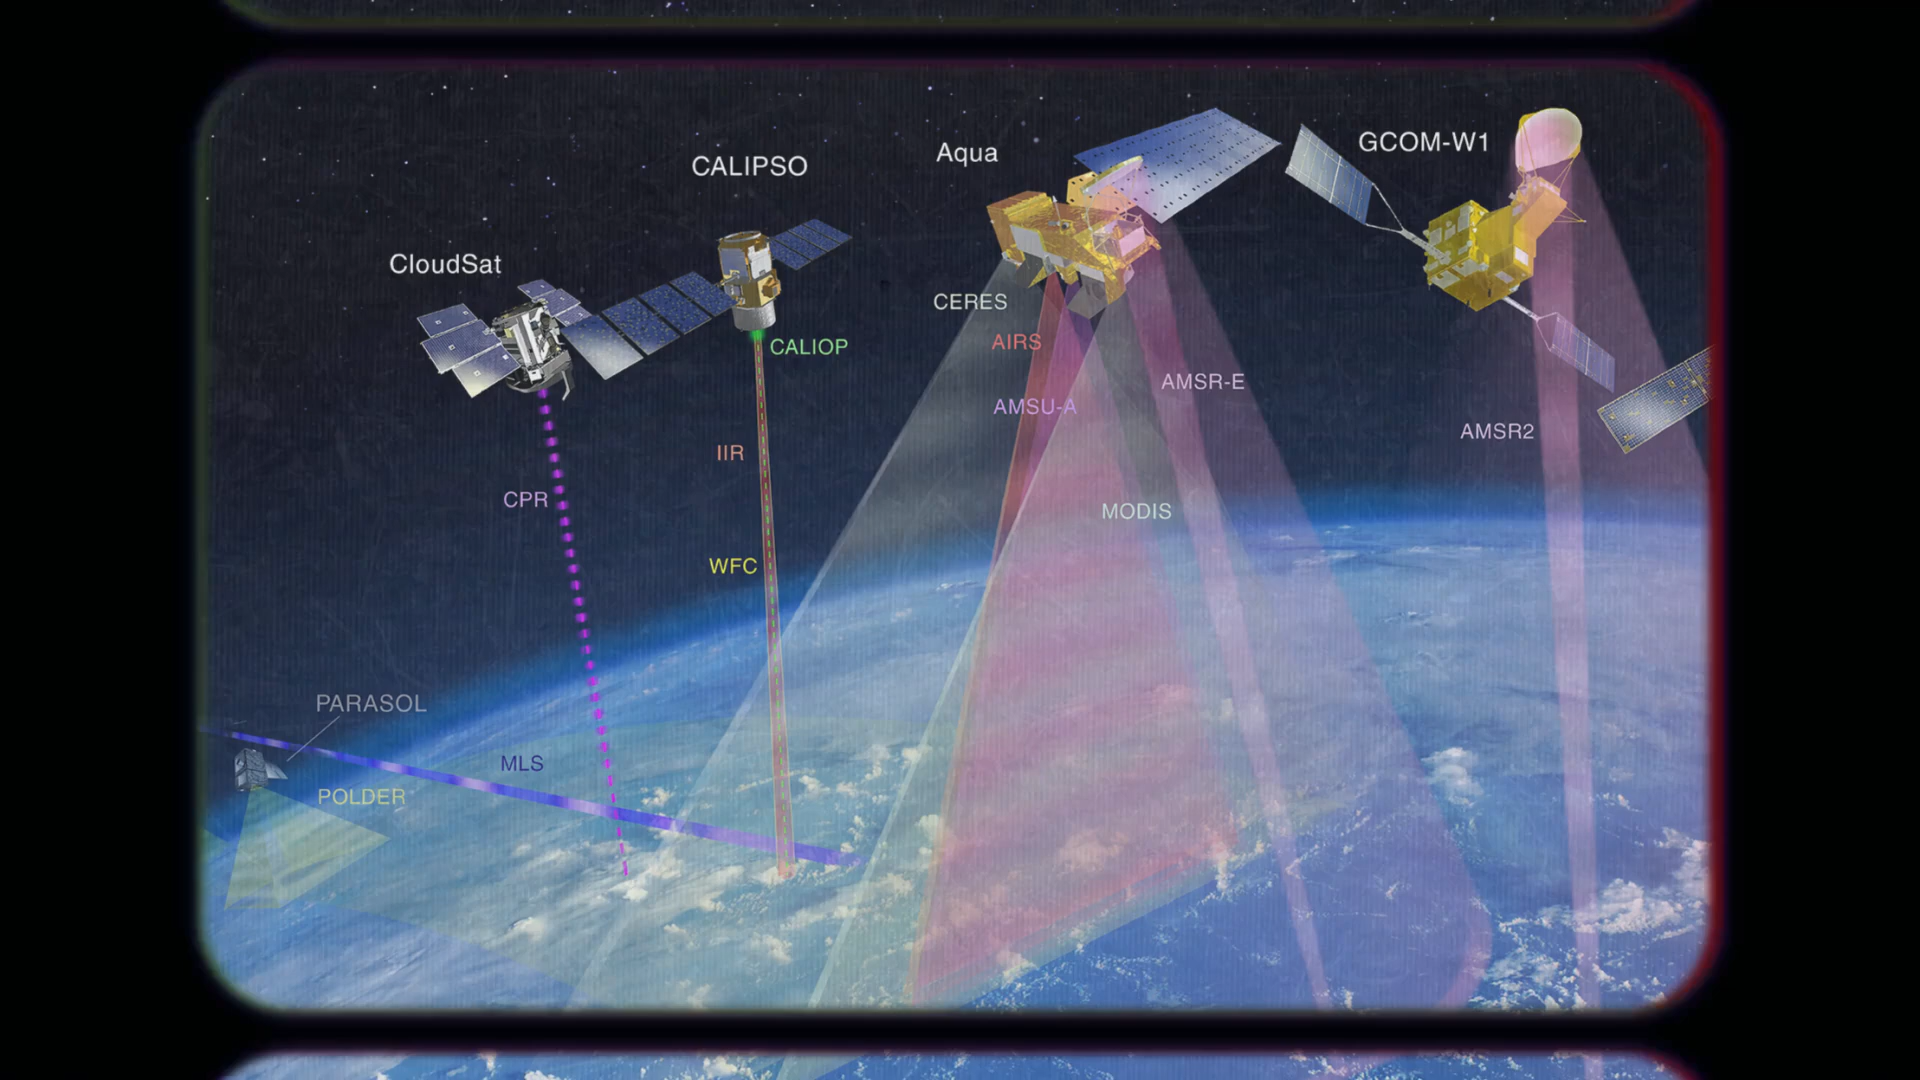 GCOM-W1
Aqua
CALIPSO
CloudSat
CERES
AIRS
CALIOP
AMSR-E
AMSU-A
AMSR2
IIR
CPR
MODIS
WFC
PARASOL
MLS
POLDER